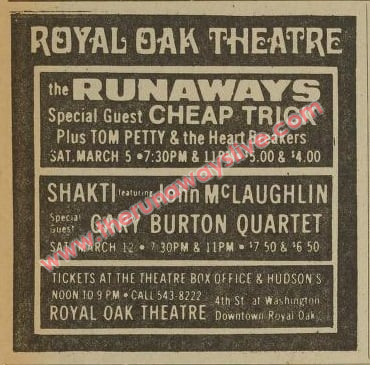 ROYAL OAK THEATRE
the RUNAWAYS
Special Guest CHEAP TRICK
Plus TOM PETTY & the Heart Breakers
SAT. MARCH 5 • 7:30PM & 11PM $5.00 & $4.00
SHAKTI featuring John McLAUGHLIN
Special Guest GARY BURTON QUARTET
SAT. MARCH 12 • 7:30PM & 11PM • $7.50 & $6.50
TICKETS AT THE THEATRE BOX OFFICE & HUDSON'S
NOON TO 9 PM • CALL 543-8222
ROYAL OAK THEATRE
4th St. at Washington
Downtown Royal Oak
www.therunawayslive.com